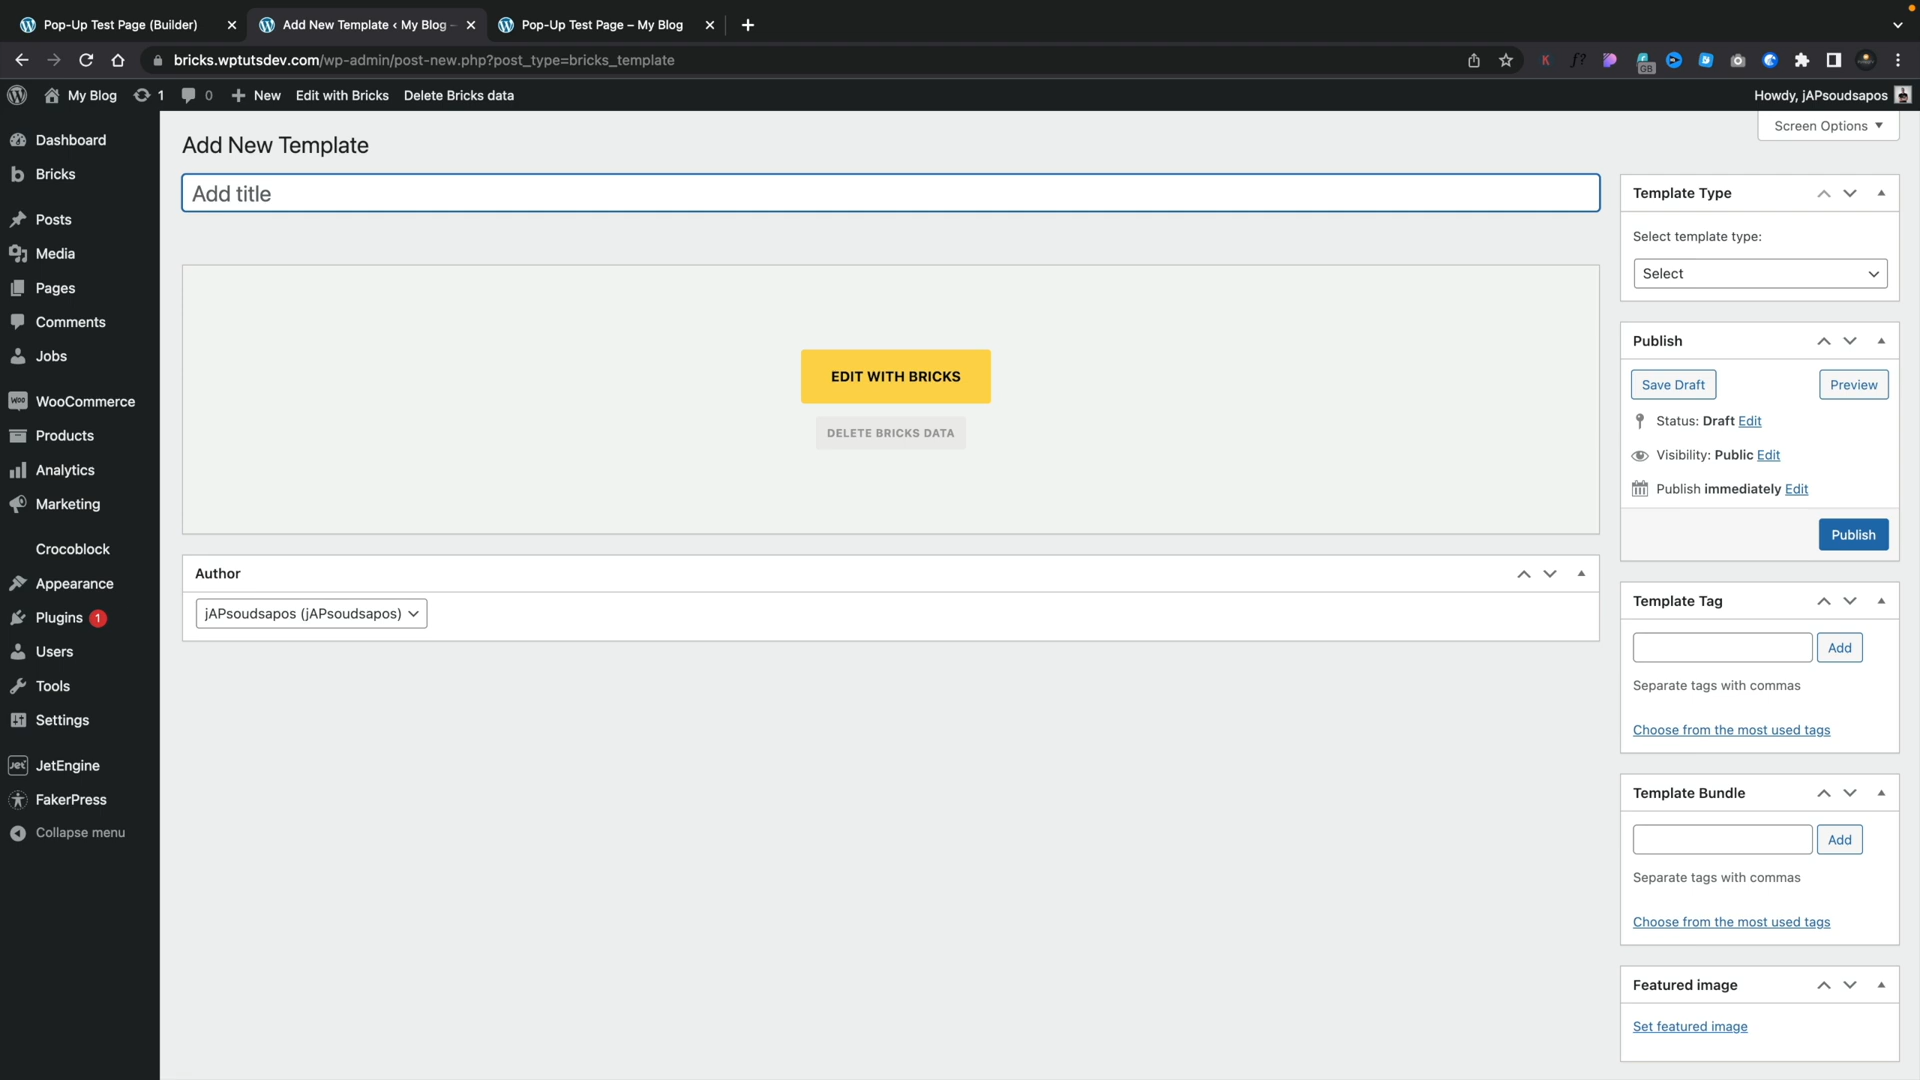 Pop-Up Test Page (Builder)
Add New Template ‹ My Blog –
Pop-Up Test Page – My Blog
bricks.wptutsdev.com/wp-admin/post-new.php?post_type=bricks_template
My Blog
1
0
New
Edit with Bricks
Delete Bricks data
Howdy, jAPsoudsapos
Screen Options
Dashboard
Bricks
Posts
Media
Pages
Comments
Jobs
WooCommerce
Products
Analytics
Marketing
Crocoblock
Appearance
Plugins 1
Users
Tools
Settings
JetEngine
FakerPress
Collapse menu
Add New Template
Add title
EDIT WITH BRICKS
DELETE BRICKS DATA
Author
jAPsoudsapos (jAPsoudsapos)
Template Type
Select template type:
Select
Publish
Save Draft
Preview
Status: Draft Edit
Visibility: Public Edit
Publish immediately Edit
Publish
Template Tag
Add
Separate tags with commas
Choose from the most used tags
Template Bundle
Add
Separate tags with commas
Choose from the most used tags
Featured image
Set featured image